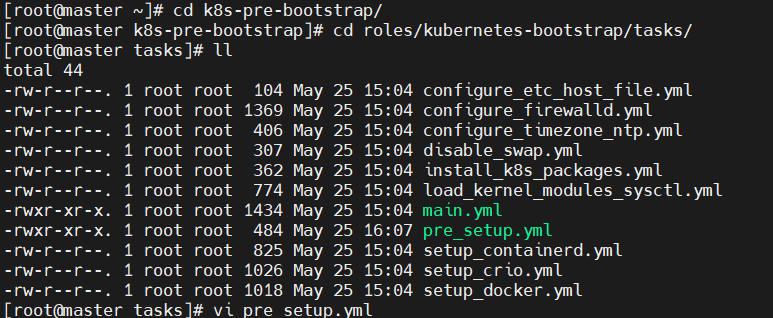 [root@master ~]# cd k8s-pre-bootstrap/
[root@master k8s-pre-bootstrap]# cd roles/kubernetes-bootstrap/tasks/
[root@master tasks]# ll
total 44
-rw-r--r--. 1 root root  104 May 25 15:04 configure_etc_host_file.yml
-rw-r--r--. 1 root root 1369 May 25 15:04 configure_firewalld.yml
-rw-r--r--. 1 root root  406 May 25 15:04 configure_timezone_ntp.yml
-rw-r--r--. 1 root root  307 May 25 15:04 disable_swap.yml
-rw-r--r--. 1 root root  362 May 25 15:04 install_k8s_packages.yml
-rw-r--r--. 1 root root  774 May 25 15:04 load_kernel_modules_sysctl.yml
-rwxr-xr-x. 1 root root 1434 May 25 15:04 main.yml
-rwxr-xr-x. 1 root root  484 May 25 16:07 pre_setup.yml
-rw-r--r--. 1 root root  825 May 25 15:04 setup_containerd.yml
-rw-r--r--. 1 root root 1026 May 25 15:04 setup_crio.yml
-rw-r--r--. 1 root root 1018 May 25 15:04 setup_docker.yml
[root@master tasks]# vi pre_setup.yml